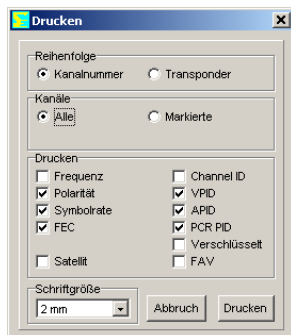 Drucken
Reihenfolge
Kanalnummer Transponder
Kanäle
Alle Markierte
Drucken
Frequenz Channel ID
Polarität VPID
Symbolrate APID
FEC PCR PID
Verschlüsselt
Satellit FAV
Schriftgröße
2 mm Abbruch Drucken